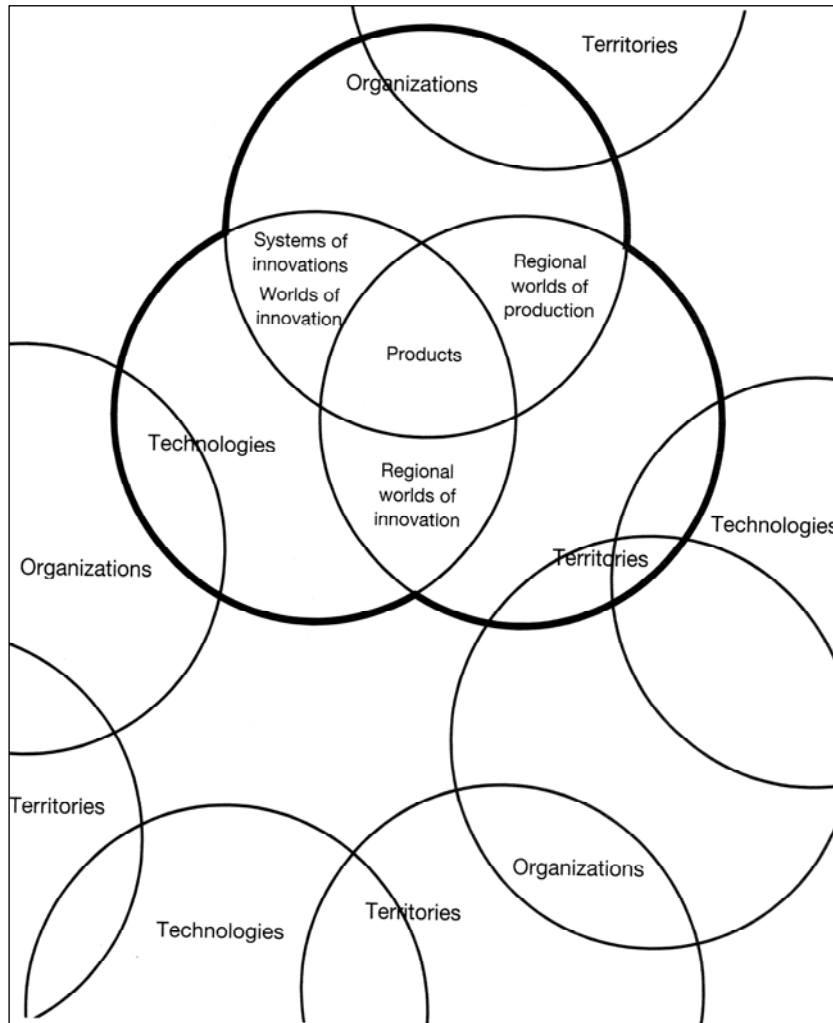 Territories
Organizations
Systems of
innovations
Worlds of
innovation
Regional
worlds of
production
Products
Technologies
Regional
worlds of
innovation
Technologies
Territories
Organizations
Territories
Organizations
Territories
Technologies